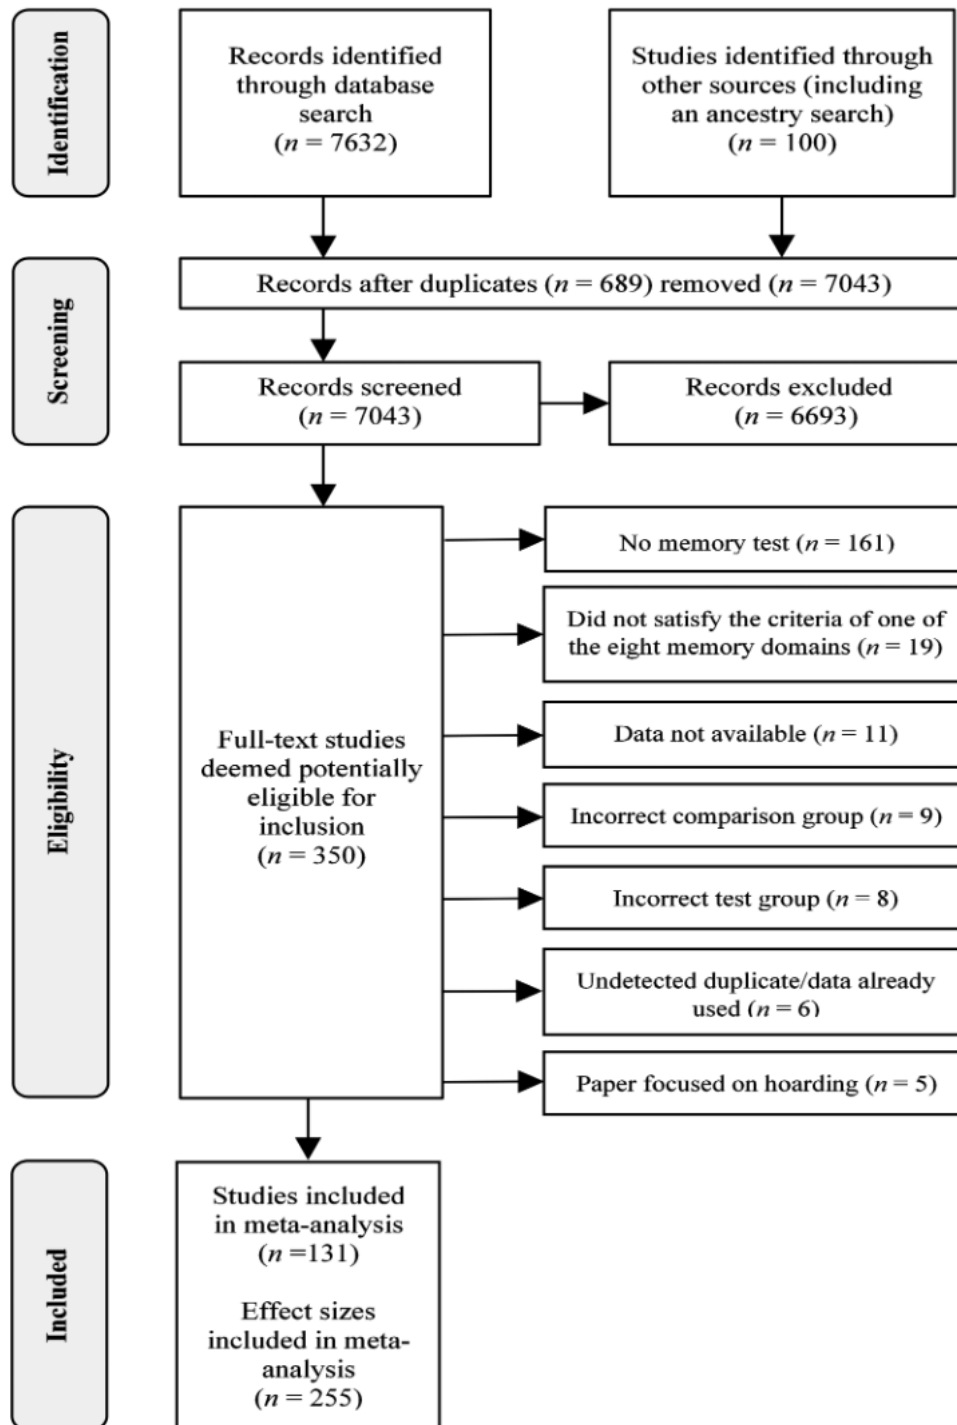 Identification
Records identified
through database
search
(n = 7632)
Studies identified through
other sources (including
an ancestry search)
(n = 100)
Screening
Records after duplicates (n = 689) removed (n = 7043)
Records screened
(n = 7043)
Records excluded
(n = 6693)
Eligibility
Full-text studies
deemed potentially
eligible for
inclusion
(n = 350)
No memory test (n = 161)
Did not satisfy the criteria of one of
the eight memory domains (n = 19)
Data not available (n = 11)
Incorrect comparison group (n = 9)
Incorrect test group (n = 8)
Undetected duplicate/data already
used (n = 6)
Paper focused on hoarding (n = 5)
Included
Studies included
in meta-analysis
(n =131)
Effect sizes
included in meta-
analysis
(n = 255)